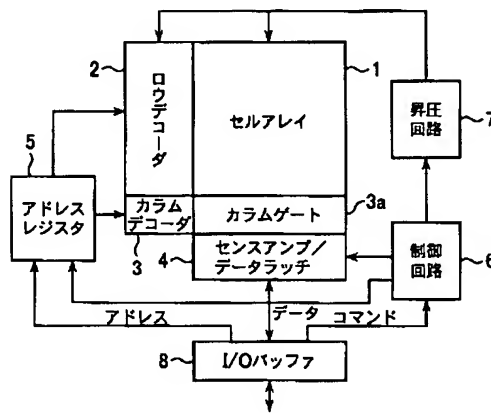 2
1
ロウデコーダ
セルアレイ
昇圧
回路
7
5
アドレス
レジスタ
カラム
デコーダ
カラムゲート
3a
3
4
センスアンプ/
データラッチ
制御
回路
6
アドレス
データ
コマンド
8
I/Oバッファ